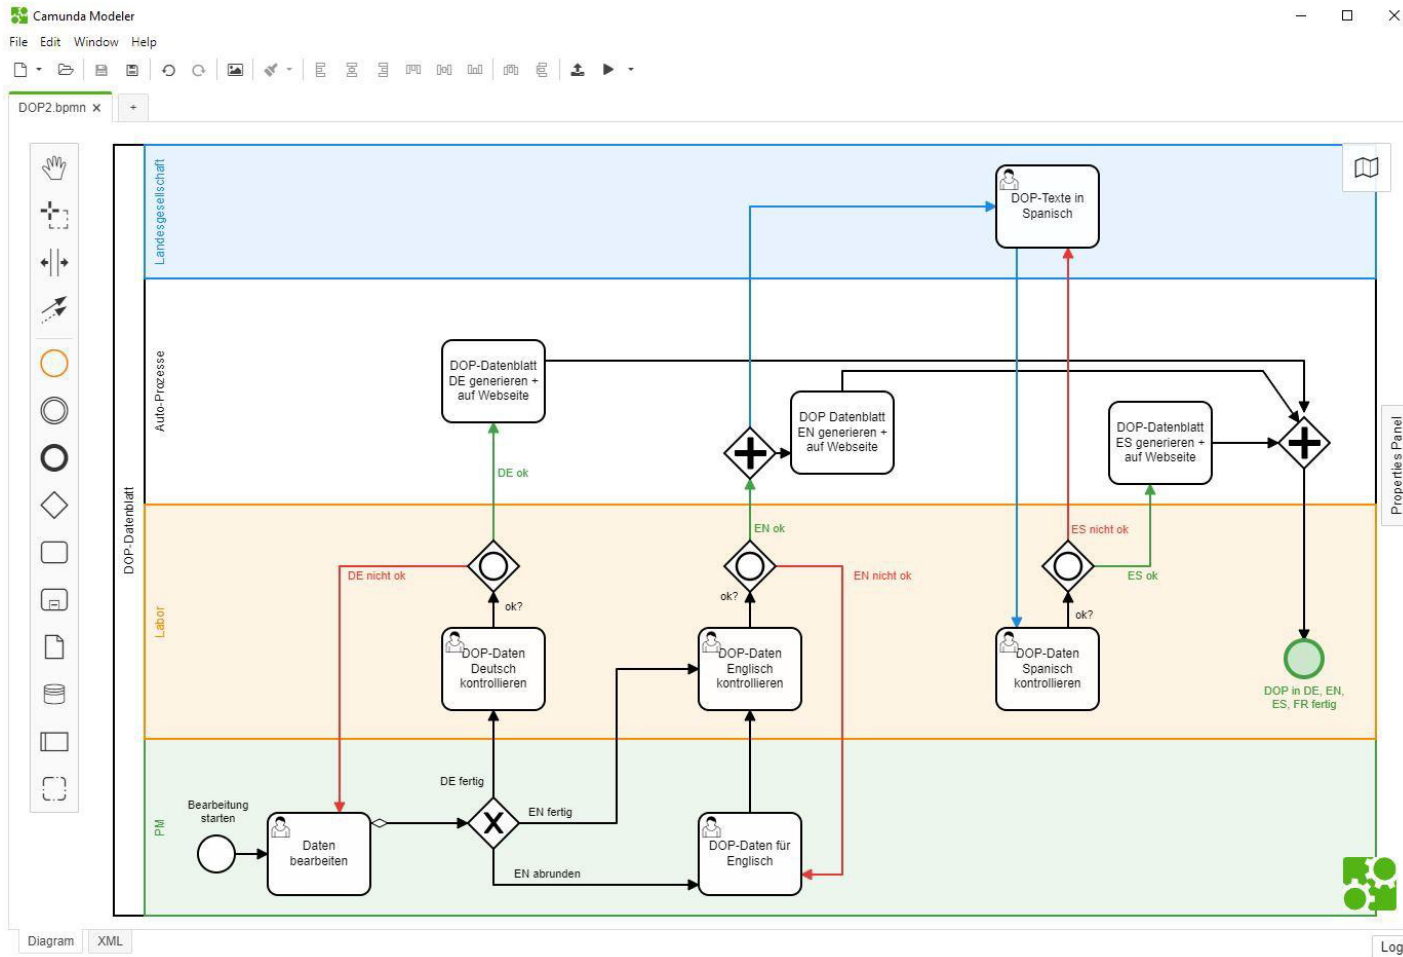 Camunda Modeler
File Edit Window Help
DOP2.bpmn × +
DOP-Datenblatt
Landesgesellschaft
DOP-Texte in
Spanisch
Auto-Prozesse
DOP-Datenblatt
DE generieren +
auf Webseite
DOP Datenblatt
EN generieren +
auf Webseite
DOP-Datenblatt
ES generieren +
auf Webseite
DE ok
EN ok
Labor
ES nicht ok
DE nicht ok
EN nicht ok
ES ok
ok?
ok?
ok?
DOP-Daten
Deutsch
kontrollieren
DOP-Daten
Englisch
kontrollieren
DOP-Daten
Spanisch
kontrollieren
DOP in DE, EN,
ES, FR fertig
PM
Bearbeitung
starten
Daten
bearbeiten
DE fertig
EN fertig
EN abrunden
DOP-Daten für
Englisch
Properties Panel
Diagram XML
Log